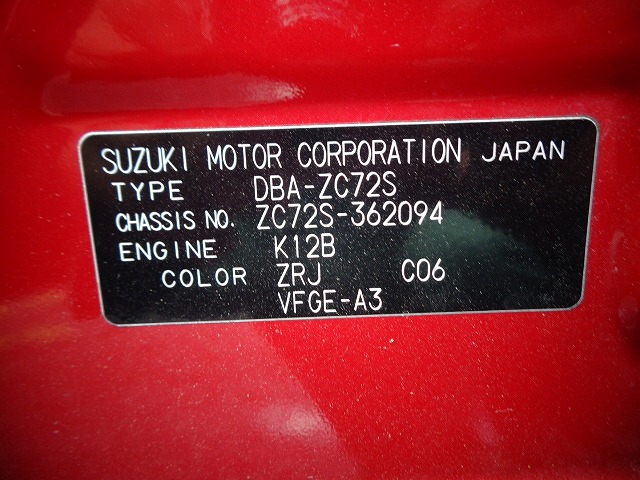 SUZUKI MOTOR CORPORATION JAPAN
TYPE DBA-ZC72S
CHASSIS NO. ZC72S-362094
ENGINE K12B
COLOR ZRJ C06
VFGE-A3